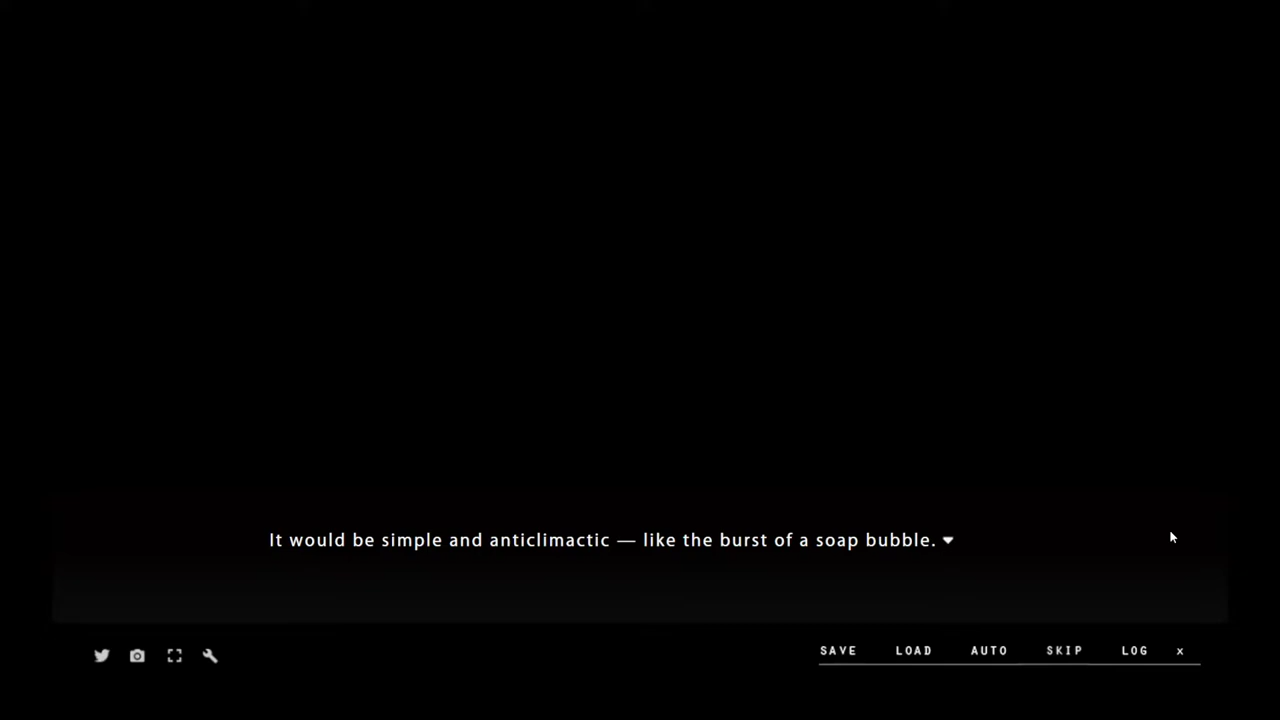 It would be simple and anticlimactic — like the burst of a soap bubble.
SAVE LOAD AUTO SKIP LOG x